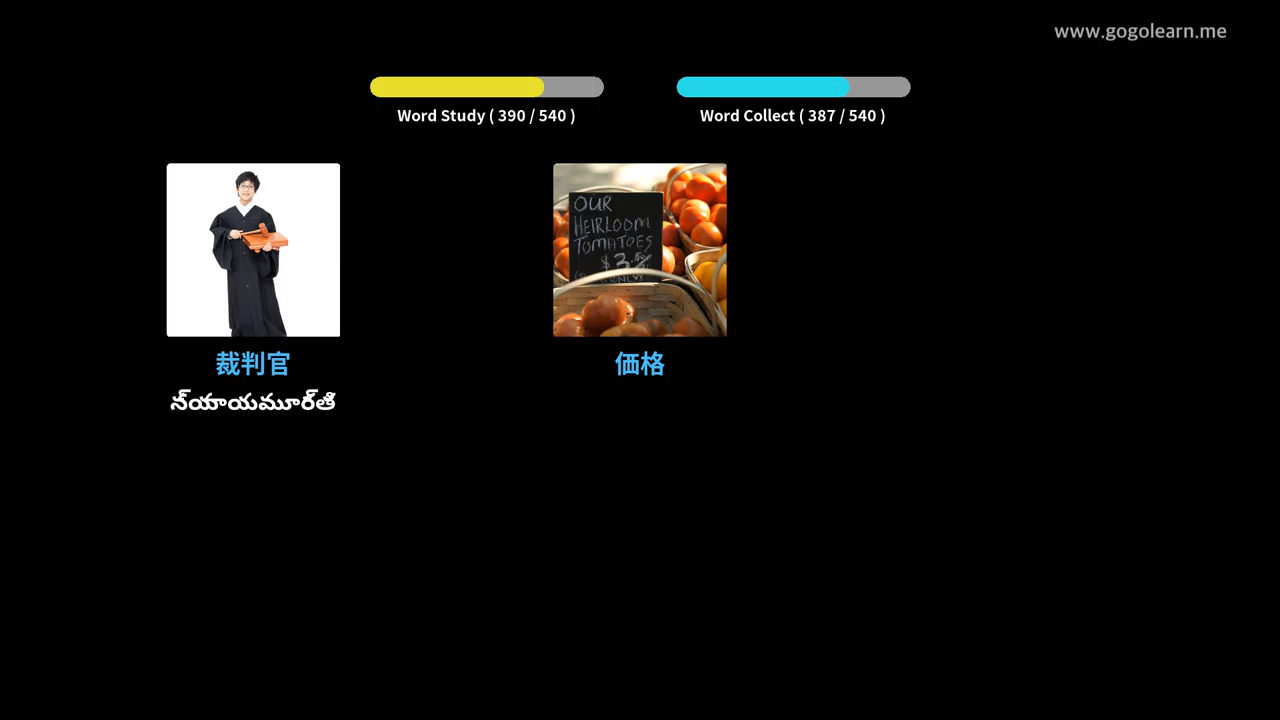 www.gogolearn.me
Word Study ( 390 / 540 )
Word Collect ( 387 / 540 )
OUR
HEIRLOOM
TOMATOES
$3.
裁判官
価格
న్యాయమూర్తి